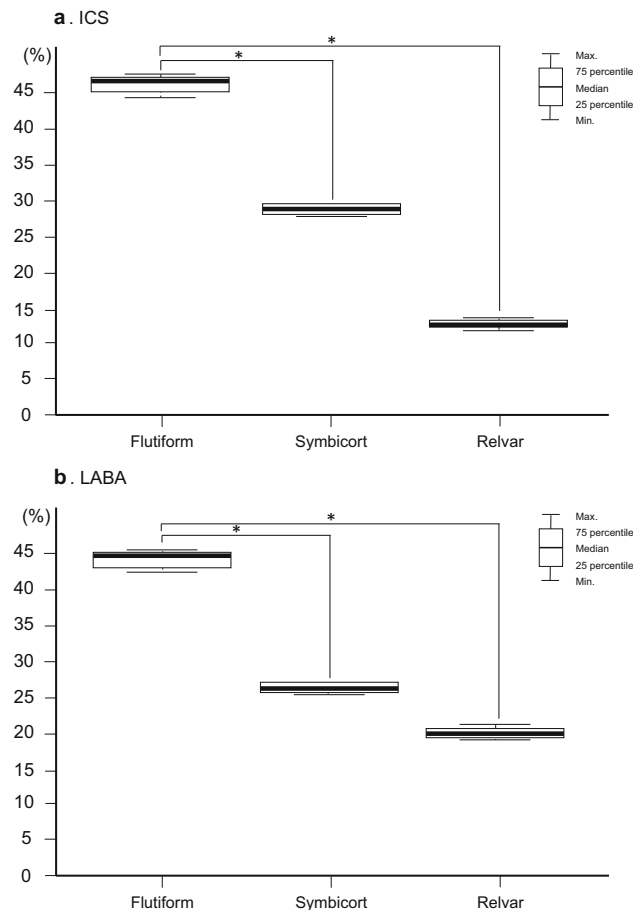 a . ICS
(%)
*
*
Max.
75 percentile
Median
25 percentile
Min.
45
40
35
30
25
20
15
10
5
0
Flutiform Symbicort Relvar
b . LABA
(%)
*
*
Max.
75 percentile
Median
25 percentile
Min.
45
40
35
30
25
20
15
10
5
0
Flutiform Symbicort Relvar